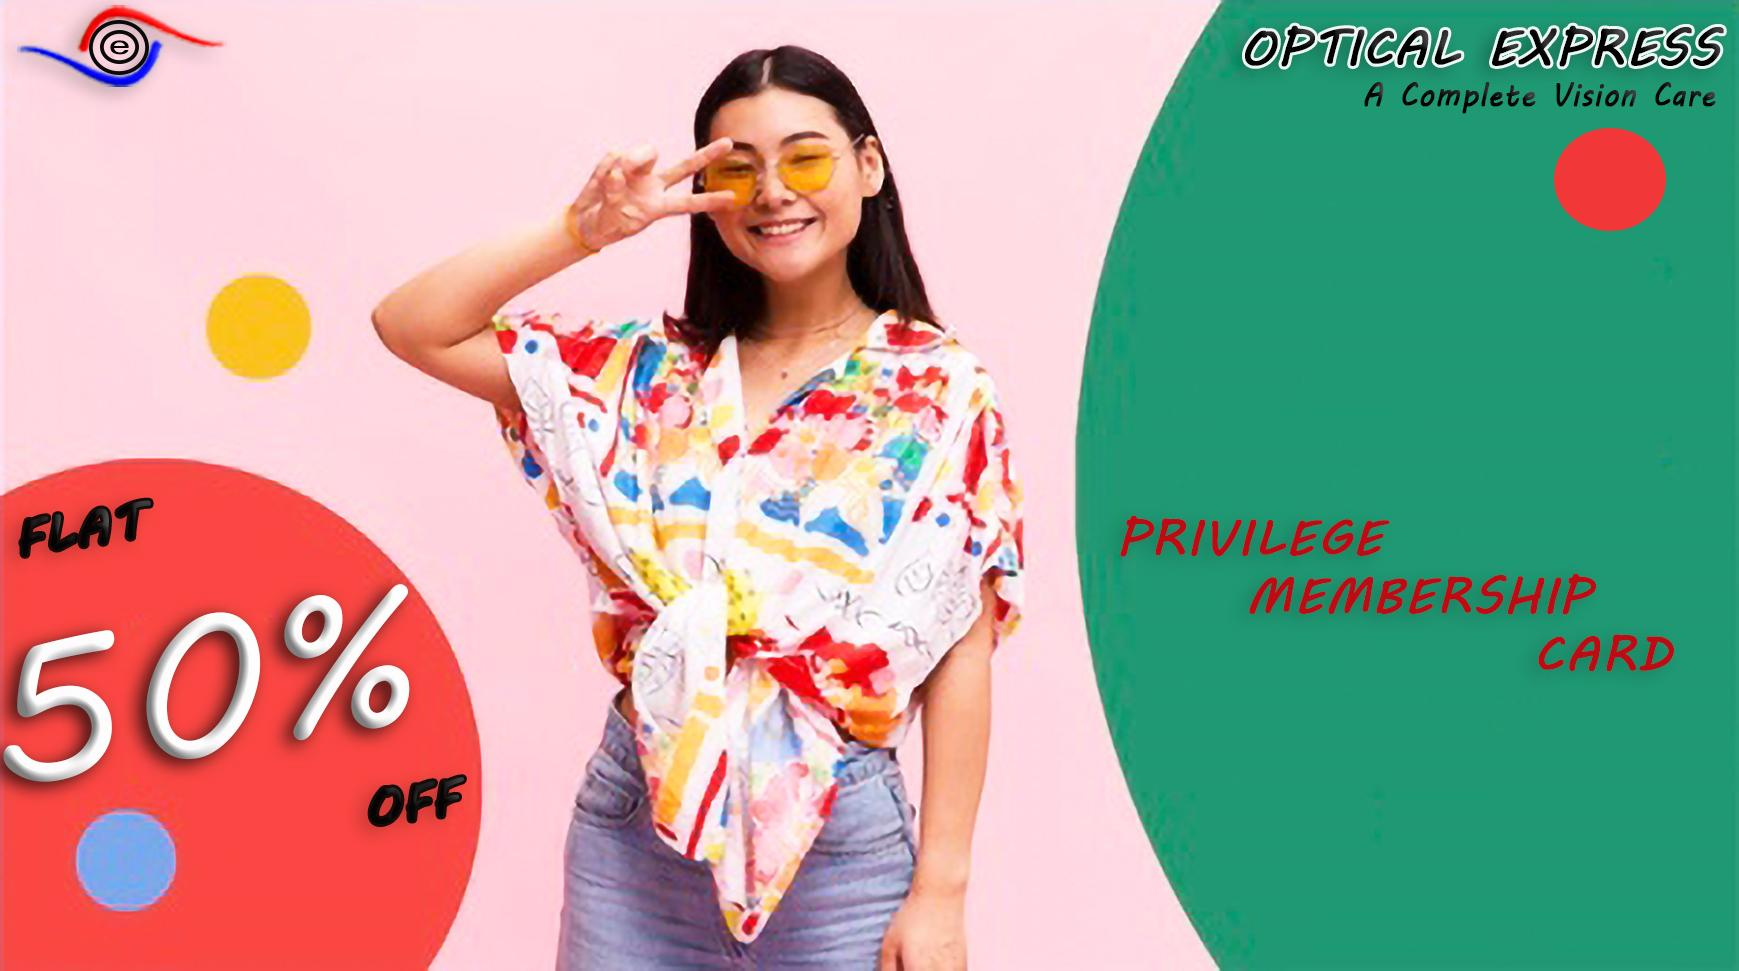 e
OPTICAL EXPRESS
A Complete Vision Care
FLAT
50%
OFF
PRIVILEGE
MEMBERSHIP
CARD